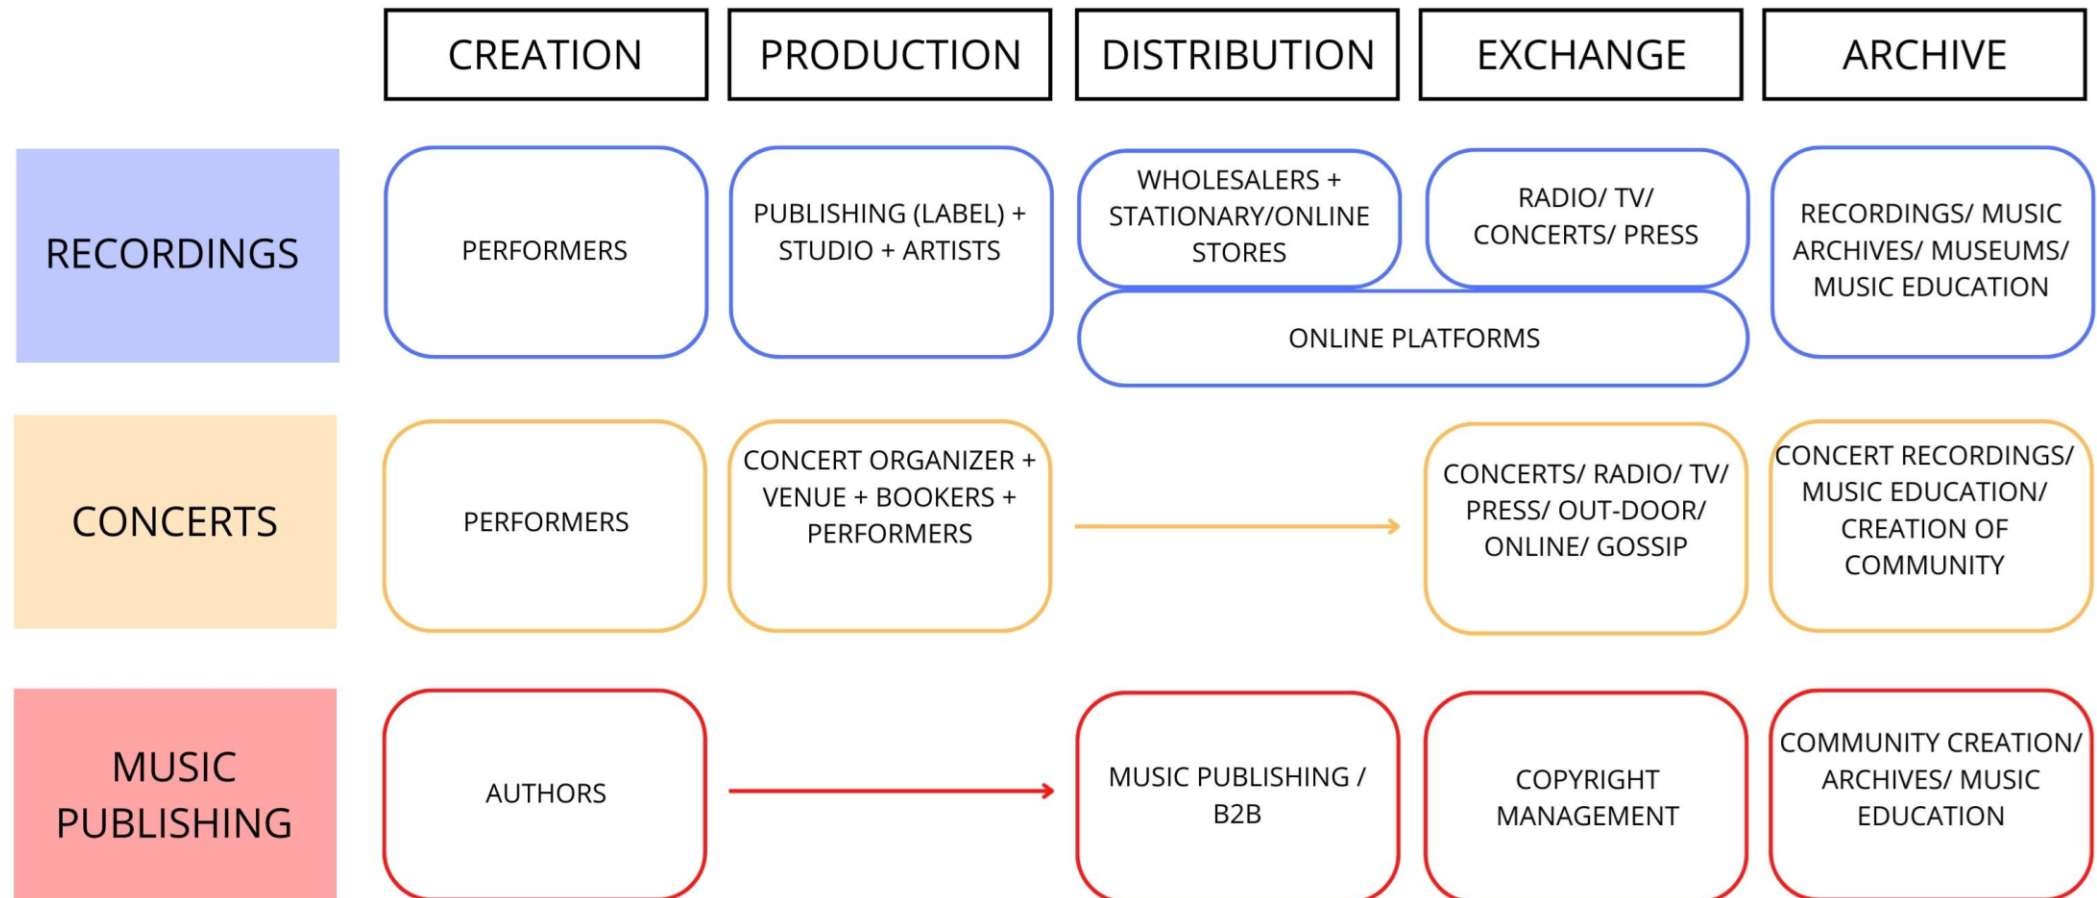 CREATION
PRODUCTION
DISTRIBUTION
EXCHANGE
ARCHIVE
RECORDINGS
PERFORMERS
PUBLISHING (LABEL) +
STUDIO + ARTISTS
WHOLESALERS +
STATIONARY/ONLINE
STORES
RADIO/ TV/
CONCERTS/ PRESS
ONLINE PLATFORMS
RECORDINGS/ MUSIC
ARCHIVES/ MUSEUMS/
MUSIC EDUCATION
CONCERTS
PERFORMERS
CONCERT ORGANIZER +
VENUE + BOOKERS +
PERFORMERS
CONCERTS/ RADIO/ TV/
PRESS/ OUT-DOOR/
ONLINE/ GOSSIP
CONCERT RECORDINGS/
MUSIC EDUCATION/
CREATION OF
COMMUNITY
MUSIC
PUBLISHING
AUTHORS
MUSIC PUBLISHING /
B2B
COPYRIGHT
MANAGEMENT
COMMUNITY CREATION/
ARCHIVES/ MUSIC
EDUCATION